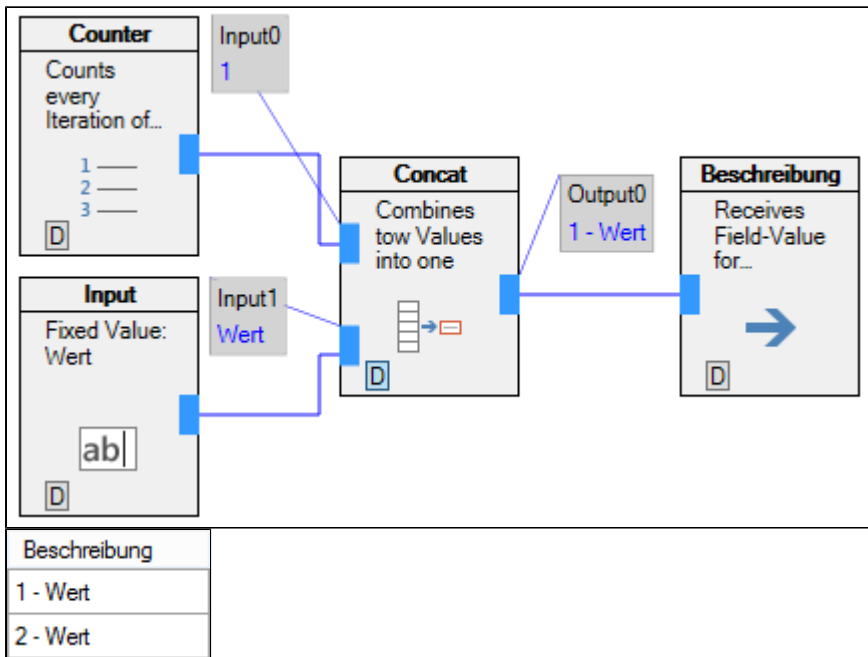 Counter
Counts
every
Iteration of...
1
2
3
D
Input0
1
Input
Fixed Value:
Wert
ab
D
Input1
Wert
Concat
Combines
tow Values
into one
D
Output0
1 - Wert
Beschreibung
Receives
Field-Value
for...
D
Beschreibung
1 - Wert
2 - Wert